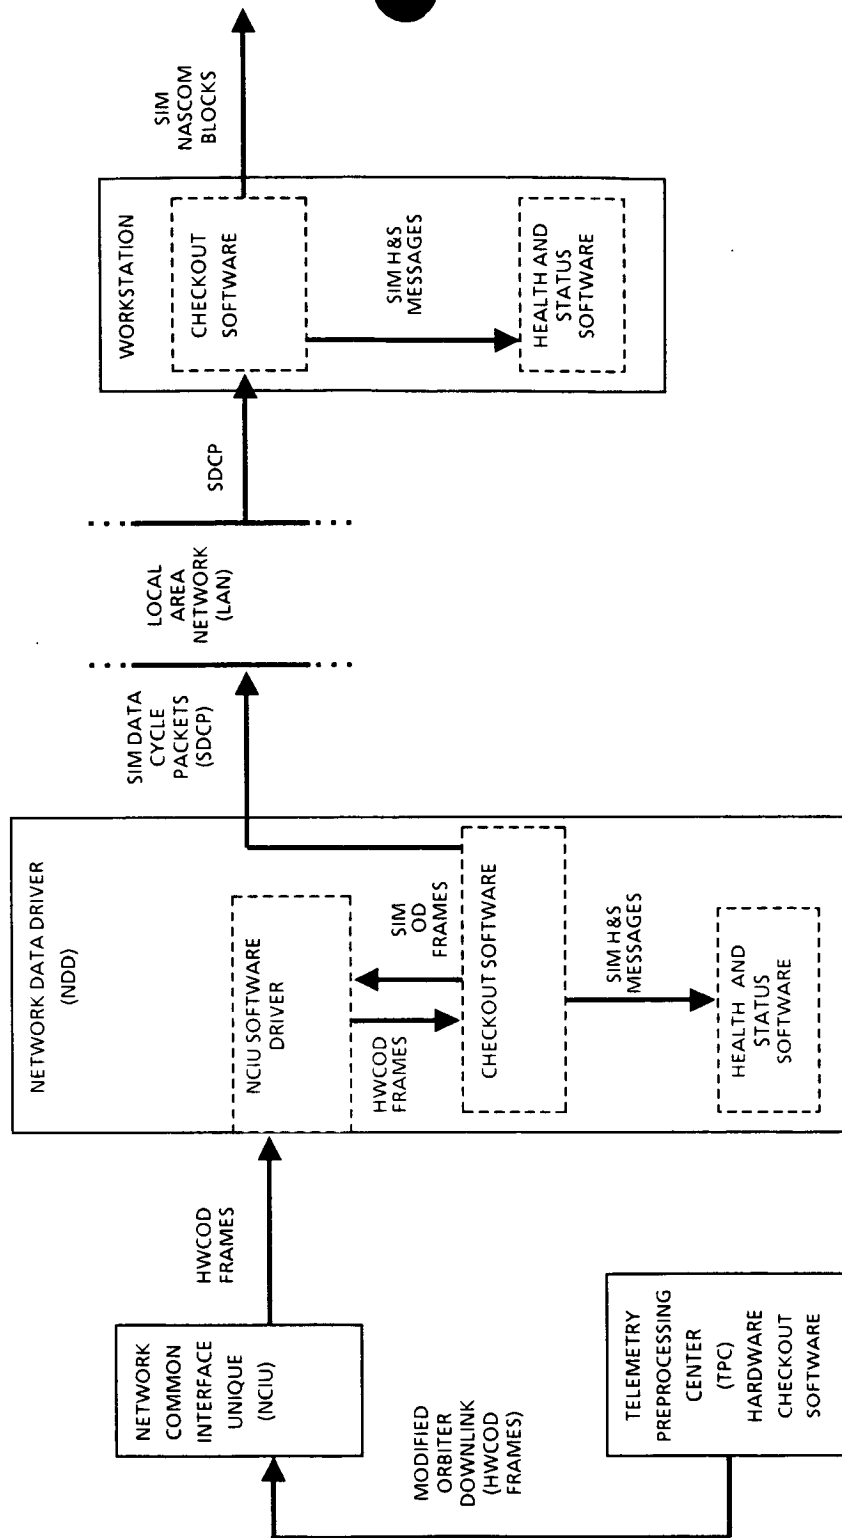 NETWORK
COMMON
INTERFACE
UNIQUE
(NCIU)
MODIFIED
ORBITER
DOWNLINK
(HWCOD
FRAMES)
TELEMETRY
PREPROCESSING
CENTER
(TPC)
HARDWARE
CHECKOUT
SOFTWARE
HWCOD
FRAMES
NETWORK DATA DRIVER
(NDD)
NCIU SOFTWARE
DRIVER
HWCOD
FRAMES
SIM
OD
FRAMES
CHECKOUT SOFTWARE
SIM H&S
MESSAGES
HEALTH AND
STATUS
SOFTWARE
SIM DATA
CYCLE
PACKETS
(SDCP)
LOCAL
AREA
NETWORK
(LAN)
SDCP
WORKSTATION
CHECKOUT
SOFTWARE
SIM H&S
MESSAGES
HEALTH AND
STATUS
SOFTWARE
SIM
NASCOM
BLOCKS